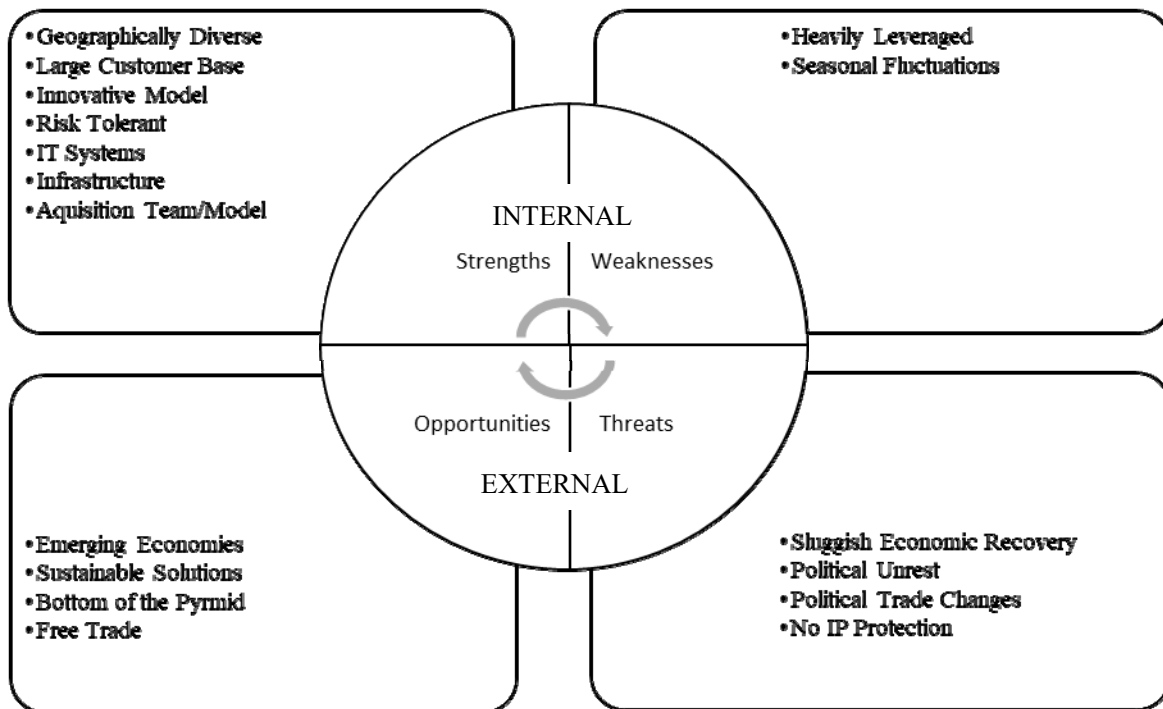 •Geographically Diverse
•Large Customer Base
•Innovative Model
•Risk Tolerant
•IT Systems
•Infrastructure
•Aquisition Team/Model
•Heavily Leveraged
•Seasonal Fluctuations
INTERNAL
Strengths
Weaknesses
Opportunities
Threats
EXTERNAL
•Emerging Economies
•Sustainable Solutions
•Bottom of the Pyrmid
•Free Trade
•Sluggish Economic Recovery
•Political Unrest
•Political Trade Changes
•No IP Protection